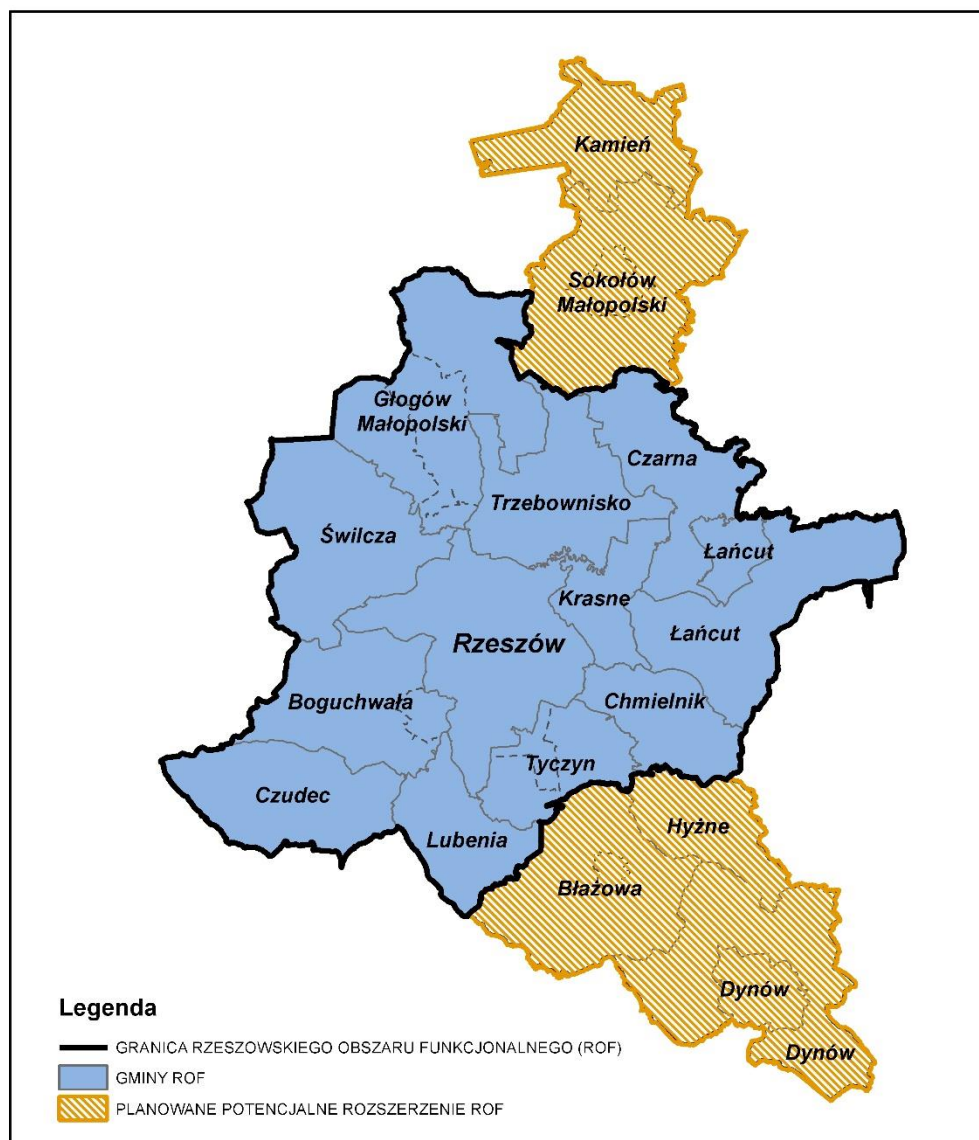 Kamień
Sokołów
Małopolski
Głogów
Małopolski
Czarna
Trzebownisko
Świlcza
Łańcut
Krasne
Łańcut
Rzeszów
Chmielnik
Boguchwała
Tyczyn
Czudec
Hyżne
Lubenia
Błażowa
Dynów
Dynów
Legenda
GRANICA RZESZOWSKIEGO OBSZARU FUNKCJONALNEGO (ROF)
GMINY ROF
PLANOWANE POTENCJALNE ROZSZERZENIE ROF